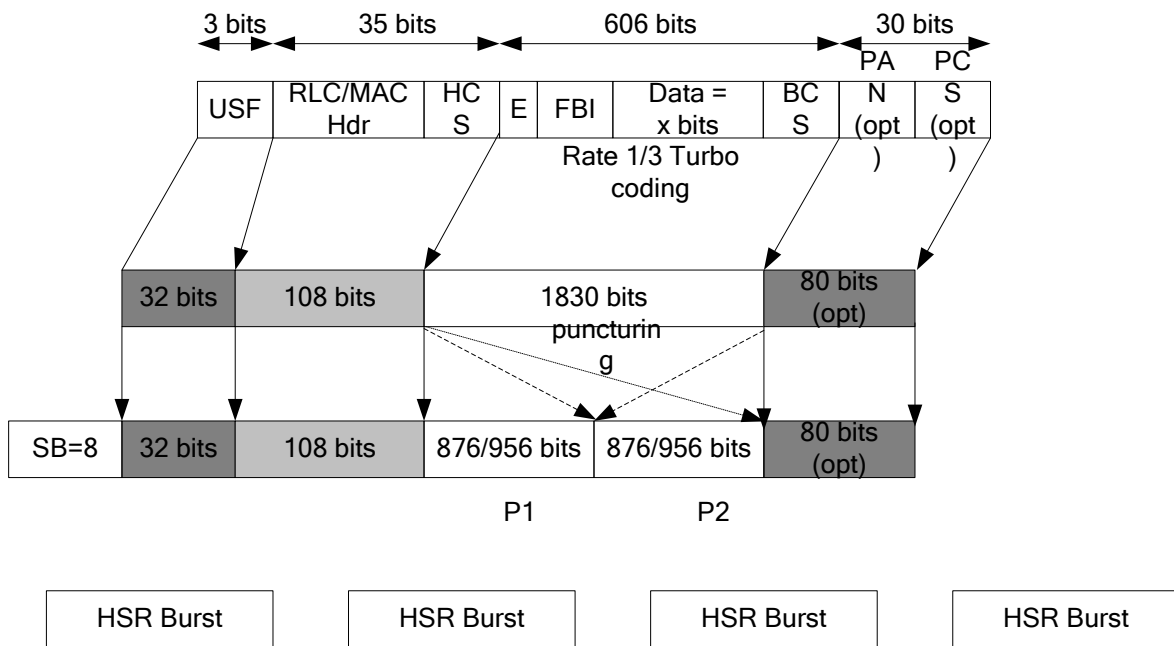 3 bits 35 bits 606 bits 30 bits
USF
RLC/MAC
Hdr
HC
S
E
FBI
Data =
x bits
BC
S
PA
N
(opt
)
PC
S
(opt
)
Rate 1/3 Turbo
coding
32 bits
108 bits
1830 bits
80 bits
(opt)
puncturin
g
SB=8
32 bits
108 bits
876/956 bits
876/956 bits
80 bits
(opt)
P1 P2
HSR Burst HSR Burst HSR Burst HSR Burst